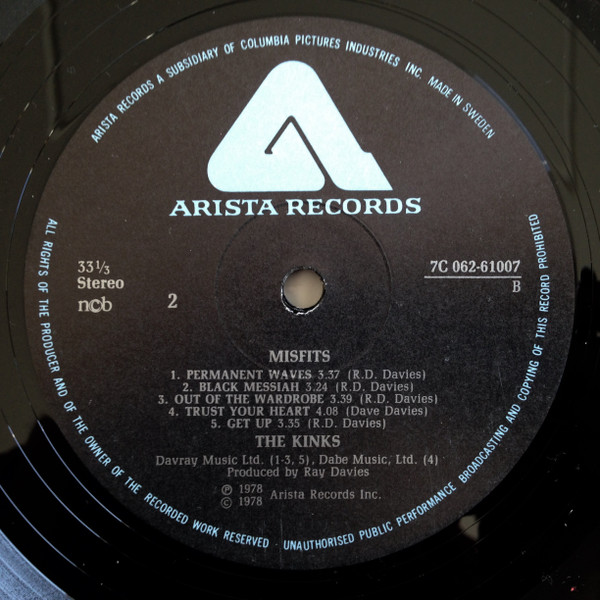 ARISTA RECORDS A SUBSIDIARY OF COLUMBIA PICTURES INDUSTRIES INC. MADE IN SWEDEN
ARISTA RECORDS
33 1/3
Stereo
ncb
2
7C 062-61007
B
MISFITS
1. PERMANENT WAVES 3.37 (R.D. Davies)
2. BLACK MESSIAH 3.24 (R.D. Davies)
3. OUT OF THE WARDROBE 3.39 (R.D. Davies)
4. TRUST YOUR HEART 4.08 (Dave Davies)
5. GET UP 3.35 (R.D. Davies)
THE KINKS
Davray Music Ltd. (1-3, 5), Dabe Music, Ltd. (4)
Produced by Ray Davies
℗ 1978
© 1978 Arista Records Inc.
ALL RIGHTS OF THE PRODUCER AND OF THE OWNER OF THE RECORDED WORK RESERVED · UNAUTHORISED PUBLIC PERFORMANCE BROADCASTING AND COPYING OF THIS RECORD PROHIBITED